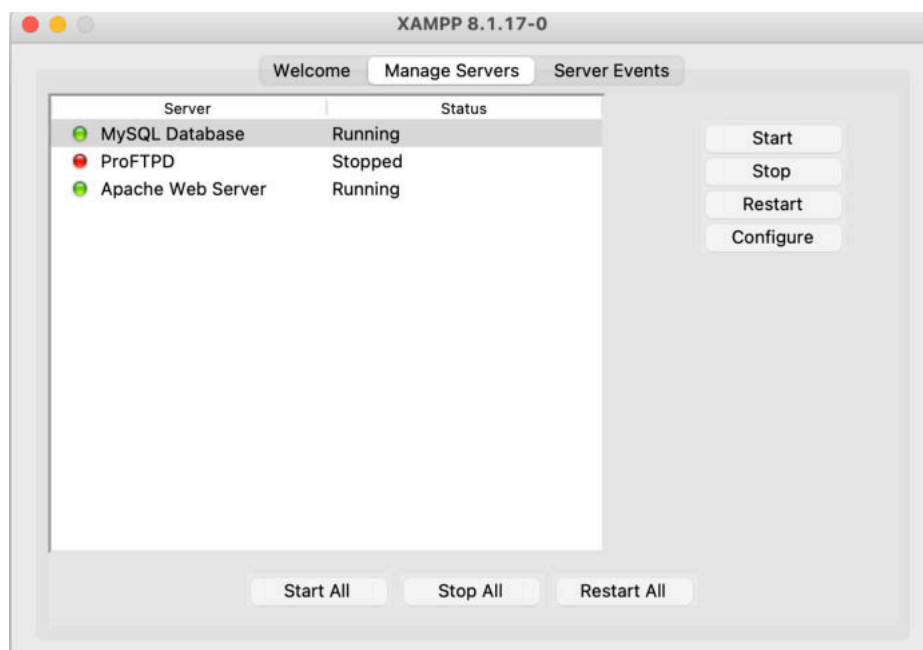 XAMPP 8.1.17-0
Welcome Manage Servers Server Events
Server Status
MySQL Database Running
ProFTPD Stopped
Apache Web Server Running
Start
Stop
Restart
Configure
Start All Stop All Restart All